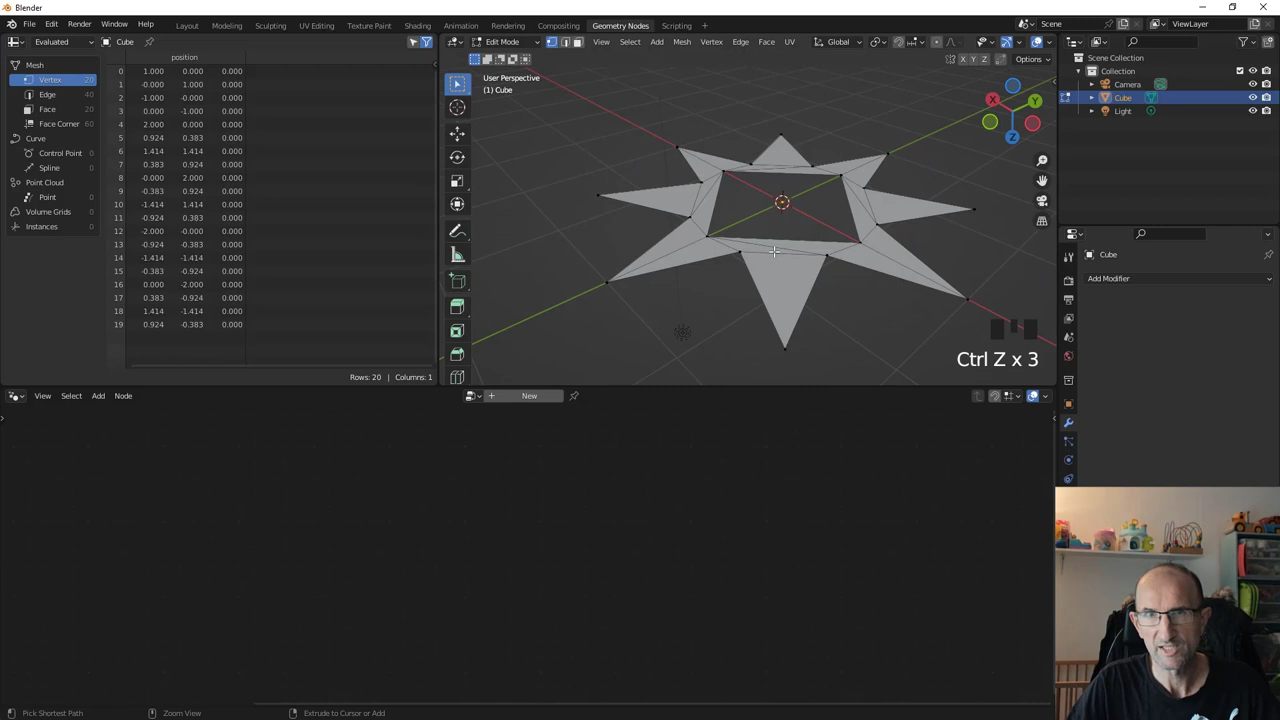 Blender
File Edit Render Window Help Layout Modeling Sculpting UV Editing Texture Paint Shading Animation Rendering Compositing Geometry Nodes Scripting + Scene ViewLayer
Evaluated Cube Edit Mode View Select Add Mesh Vertex Edge Face UV Global
Options
X Y Z
Mesh
Vertex 20
Edge 40
Face 20
Face Corner 60
Curve
Control Point 0
Spline 0
Point Cloud
Point 0
Volume Grids 0
Instances 0
position
0 1.000 0.000 0.000
1 -0.000 1.000 0.000
2 -1.000 -0.000 0.000
3 0.000 -1.000 0.000
4 2.000 0.000 0.000
5 0.924 0.383 0.000
6 1.414 1.414 0.000
7 0.383 0.924 0.000
8 -0.000 2.000 0.000
9 -0.383 0.924 0.000
10 -1.414 1.414 0.000
11 -0.924 0.383 0.000
12 -2.000 -0.000 0.000
13 -0.924 -0.383 0.000
14 -1.414 -1.414 0.000
15 -0.383 -0.924 0.000
16 0.000 -2.000 0.000
17 0.383 -0.924 0.000
18 1.414 -1.414 0.000
19 0.924 -0.383 0.000
Rows: 20 | Columns: 1
User Perspective
(1) Cube
X Y Z
Ctrl Z x 3
Scene Collection
Collection
Camera
Cube
Light
Cube
Add Modifier
View Select Add Node + New
Pick Shortest Path Zoom View Extrude to Cursor or Add